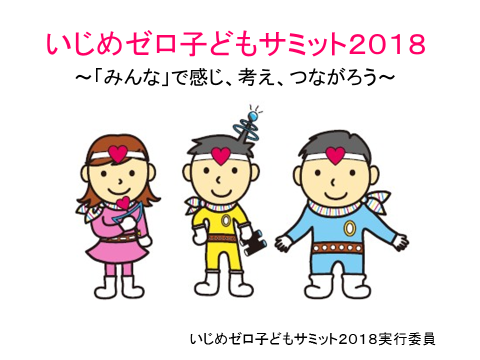 いじめゼロ子どもサミット2018
~「みんな」で感じ、考え、つながろう~
いじめゼロ子どもサミット2018実行委員